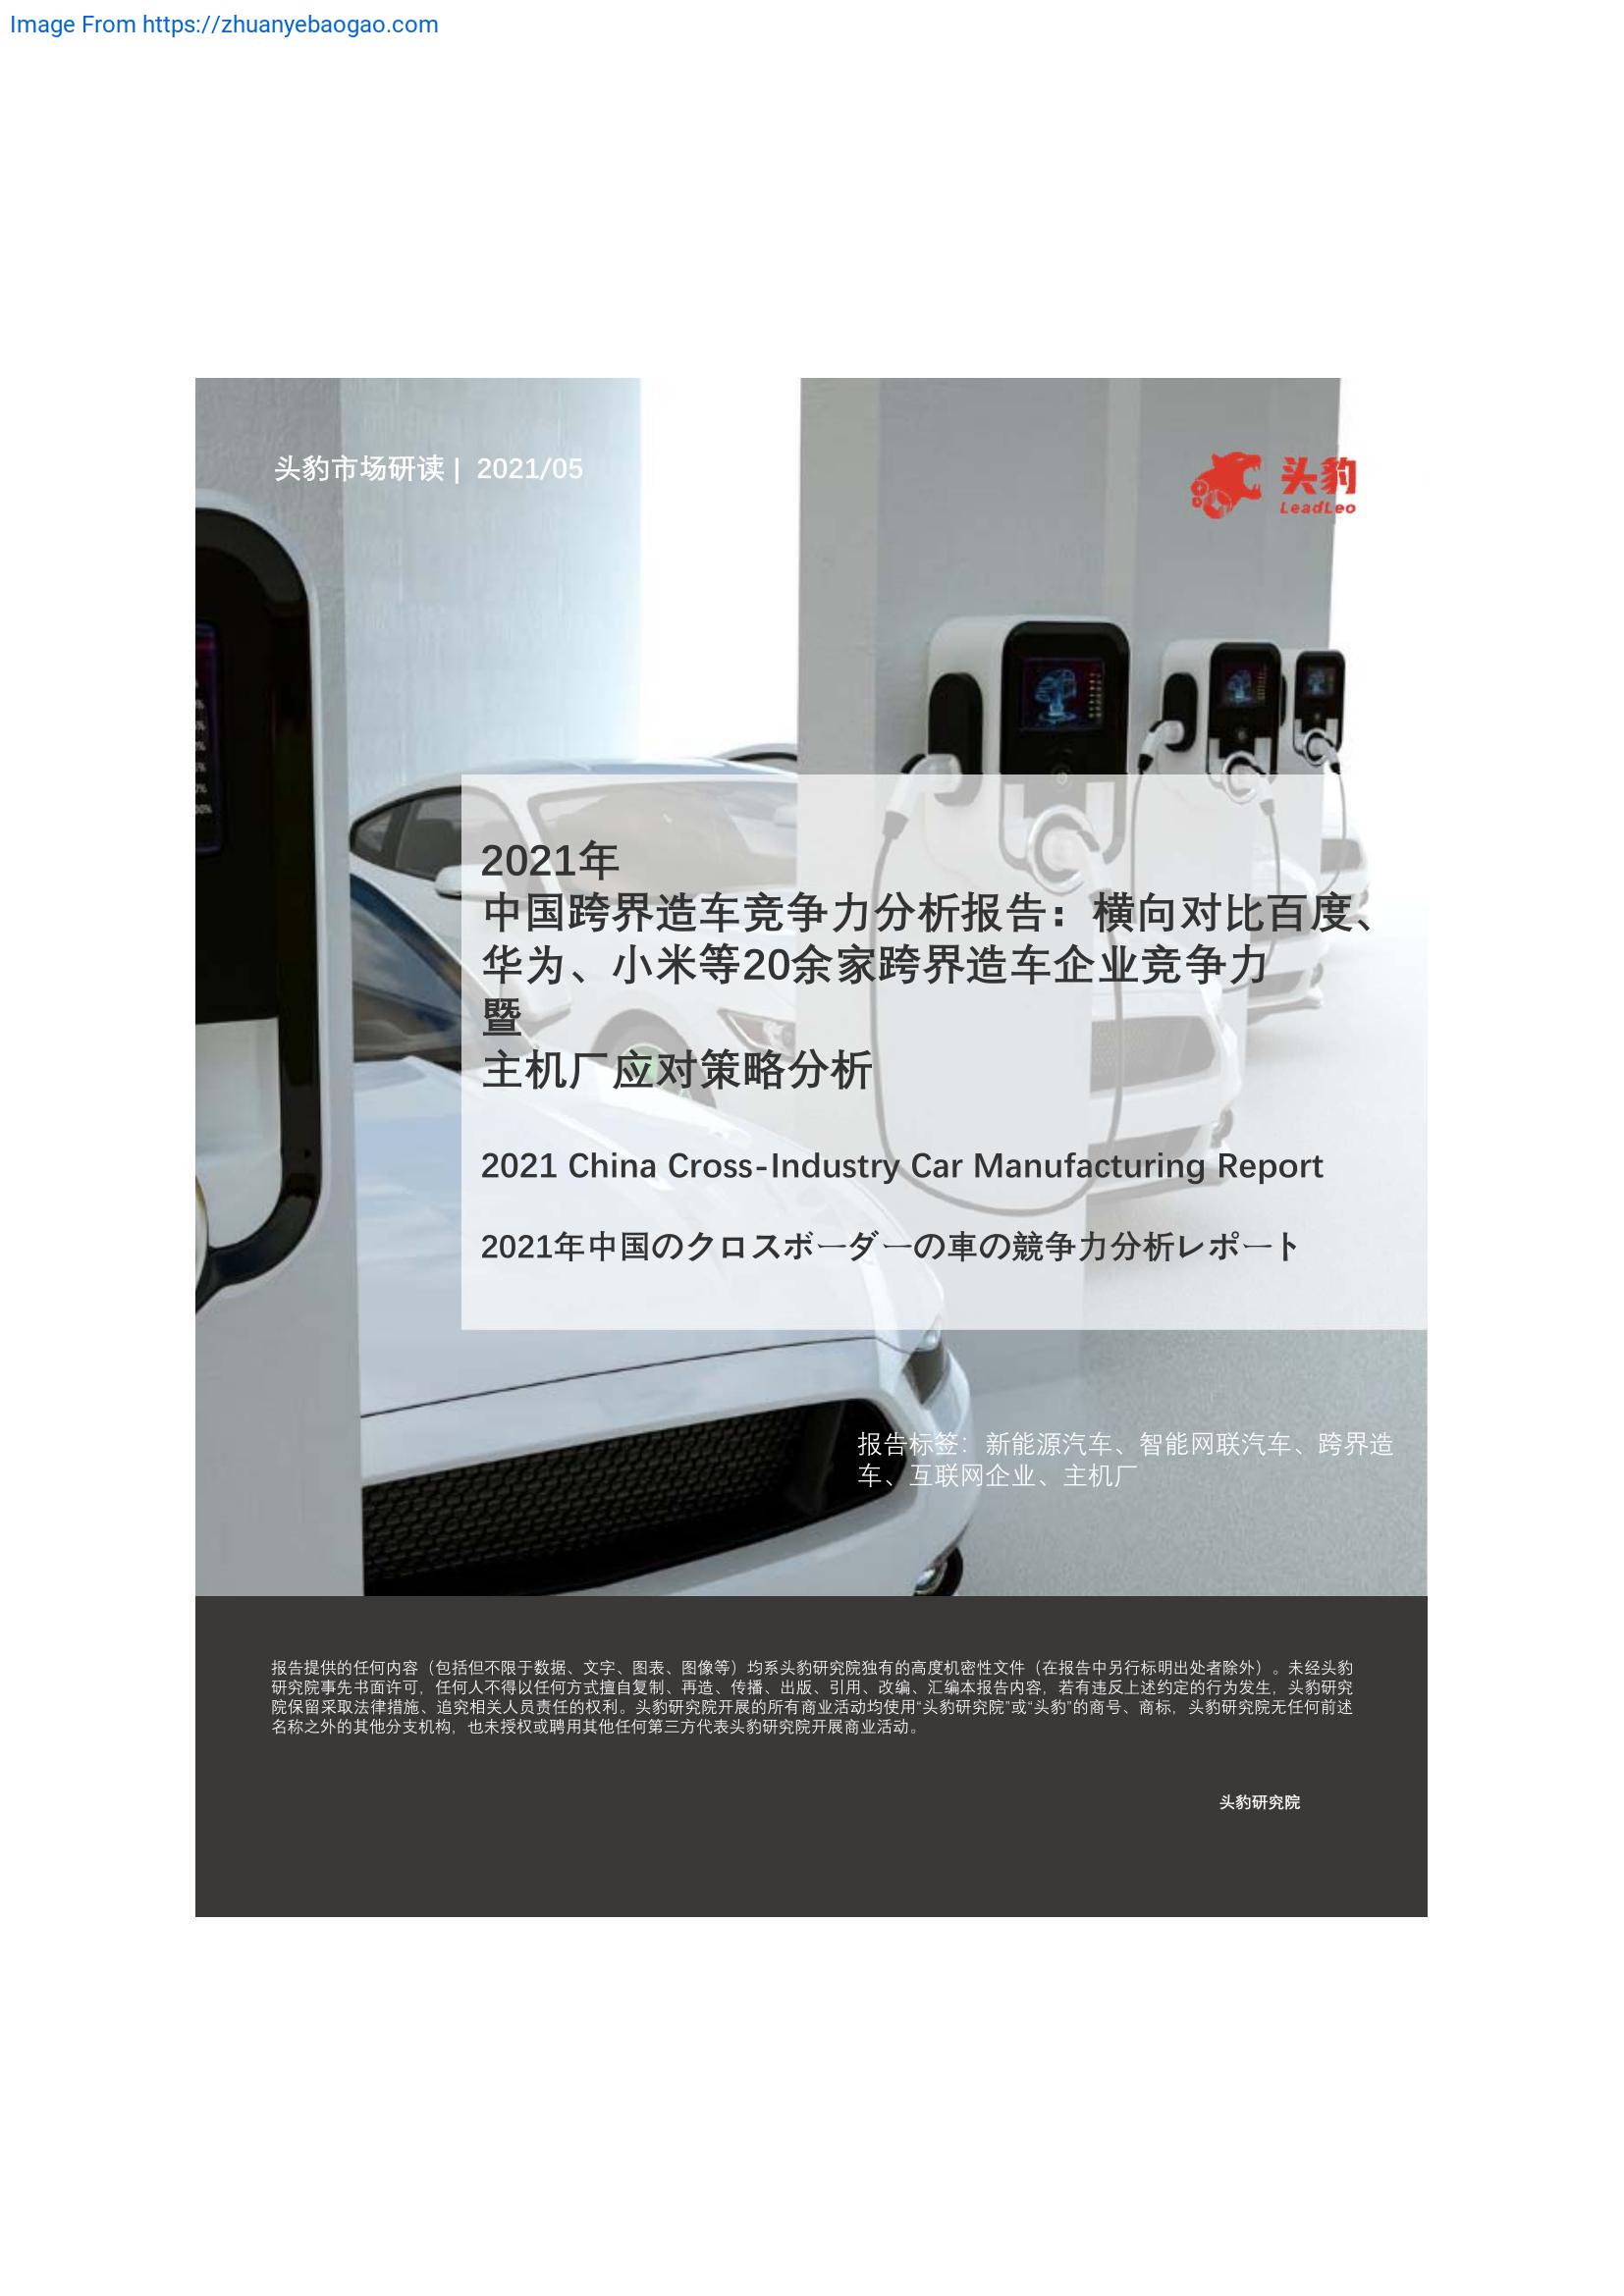 Image From https://zhuanyebaogao.com
头豹市场研读 | 2021/05
头豹
LeadLeo
2021年
中国跨界造车竞争力分析报告：横向对比百度、
华为、小米等20余家跨界造车企业竞争力
暨
主机厂应对策略分析
2021 China Cross-Industry Car Manufacturing Report
2021年中国のクロスボーダーの車の競争力分析レポート
报告标签：新能源汽车、智能网联汽车、跨界造
车、互联网企业、主机厂
报告提供的任何内容（包括但不限于数据、文字、图表、图像等）均系头豹研究院独有的高度机密性文件（在报告中另行标明出处者除外）。未经头豹
研究院事先书面许可，任何人不得以任何方式擅自复制、再造、传播、出版、引用、改编、汇编本报告内容，若有违反上述约定的行为发生，头豹研究
院保留采取法律措施、追究相关人员责任的权利。头豹研究院开展的所有商业活动均使用“头豹研究院”或“头豹”的商号、商标，头豹研究院无任何前述
名称之外的其他分支机构，也未授权或聘用其他任何第三方代表头豹研究院开展商业活动。
头豹研究院